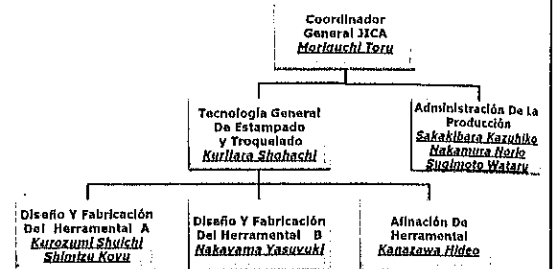 Coordinador
General JICA
Moriguchi Toru
Tecnologia General
De Estampado
y Troquelado
Kurihara Shohachi
Administración De La
Producción
Sakakibara Kazuhiko
Nakamura Norio
Sugimoto Wataru
Diseño Y Fabricación
Del Herramental A
Kurozumi Shuichi
Shimizu Koyu
Diseño Y Fabricación
Del Herramental B
Nakayama Yasuyuki
Afinación De
Herramental
Kanazawa Hideo